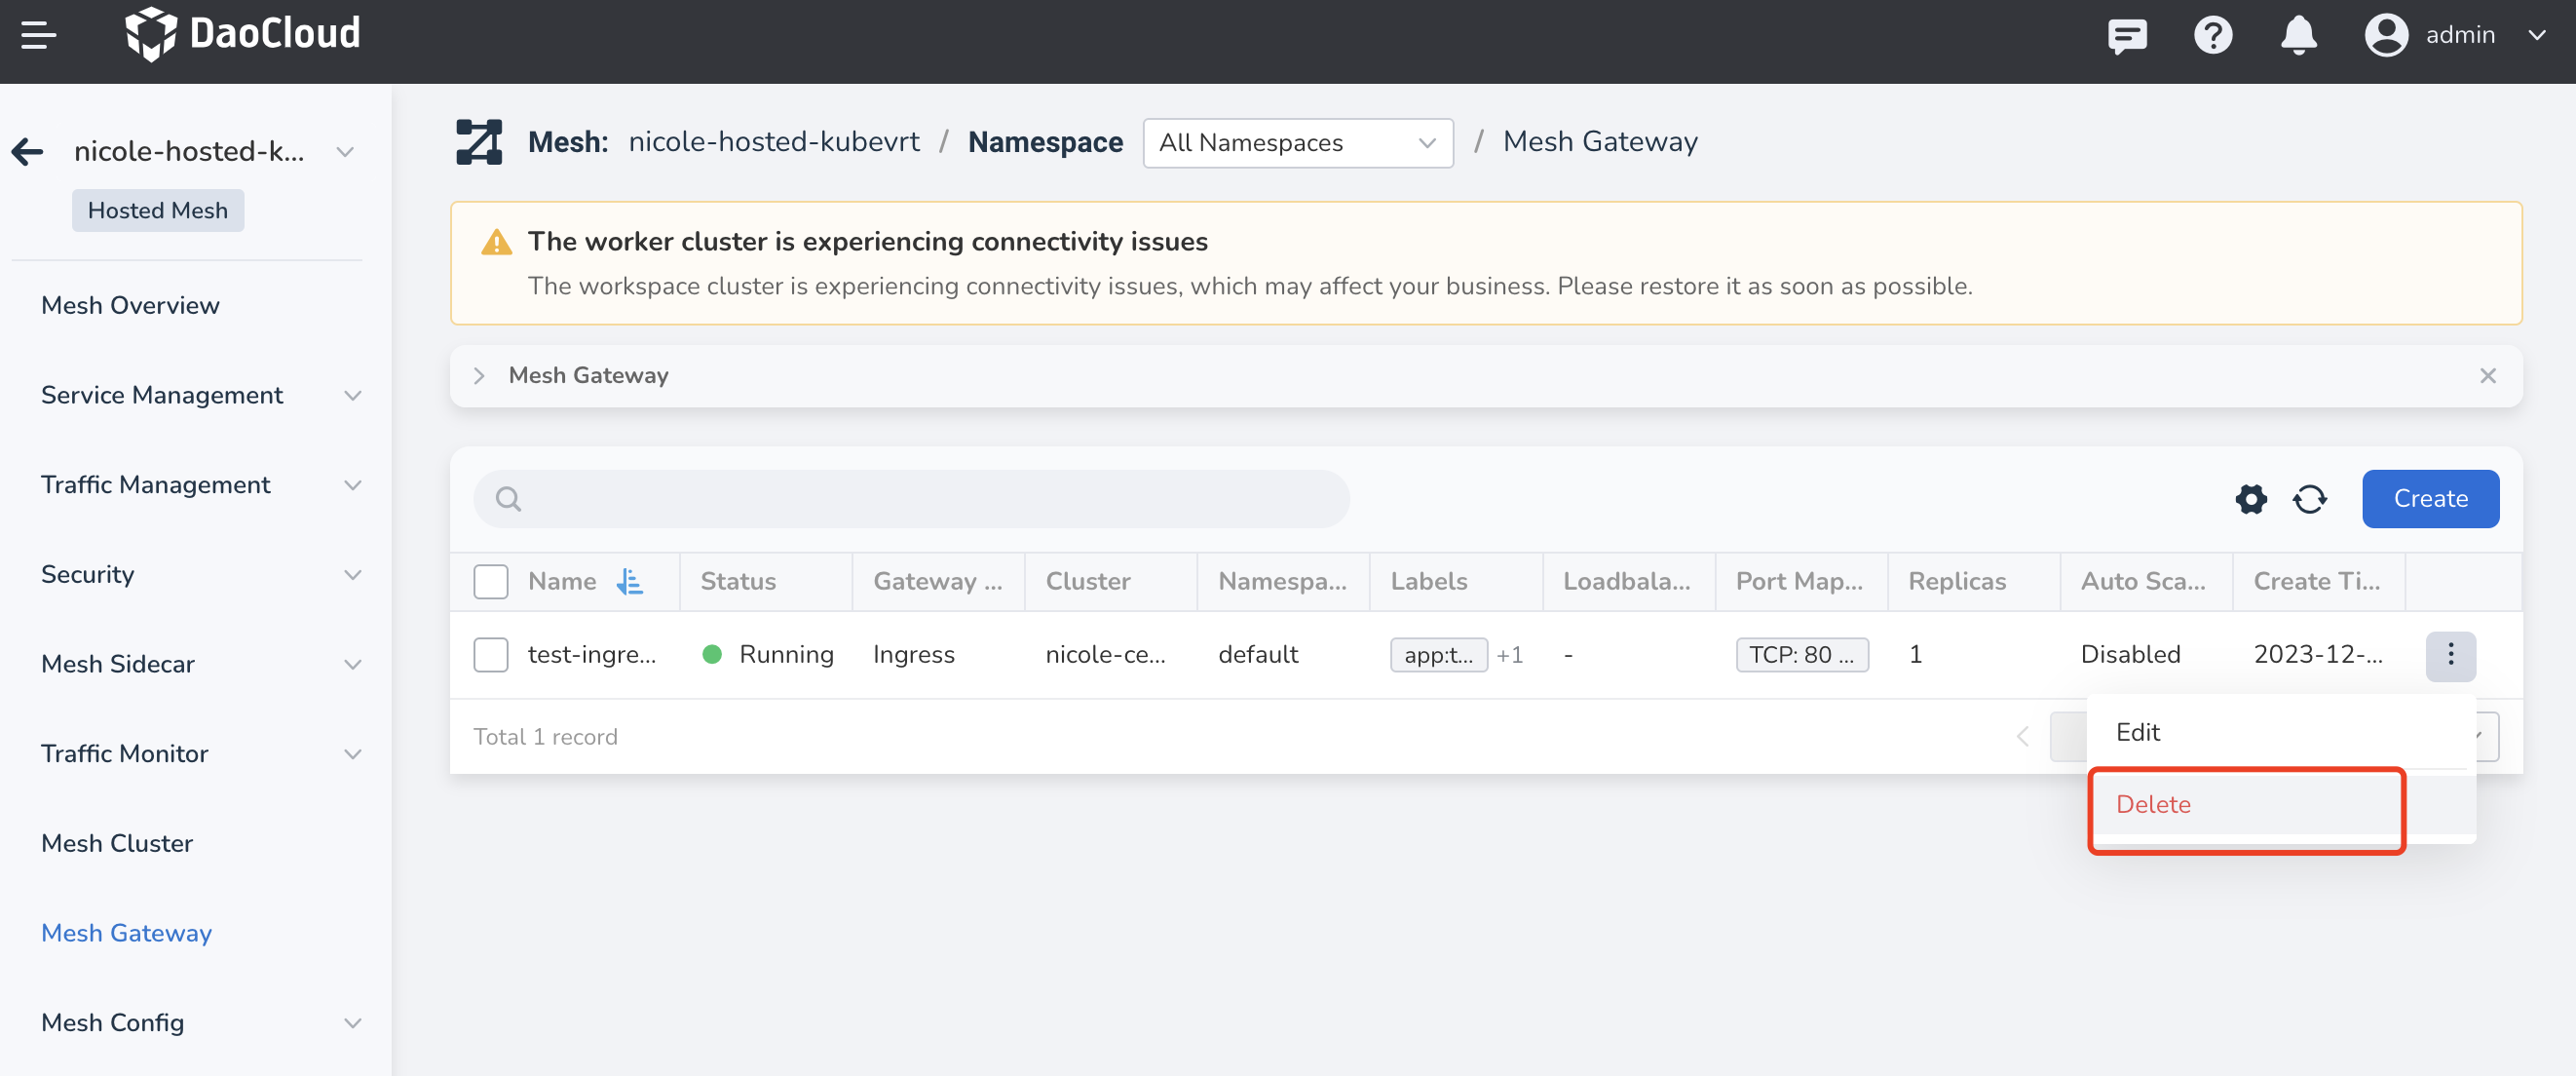 DaoCloud
admin
nicole-hosted-k...
Hosted Mesh
Mesh: nicole-hosted-kubevrt / Namespace All Namespaces / Mesh Gateway
The worker cluster is experiencing connectivity issues
The workspace cluster is experiencing connectivity issues, which may affect your business. Please restore it as soon as possible.
Mesh Gateway
Create
Name Status Gateway ... Cluster Namespa... Labels Loadbala... Port Map... Replicas Auto Sca... Create Ti...
test-ingre... Running Ingress nicole-ce... default app:t... +1 - TCP: 80 ... 1 Disabled 2023-12-...
Total 1 record
Edit
Delete
Mesh Overview
Service Management
Traffic Management
Security
Mesh Sidecar
Traffic Monitor
Mesh Cluster
Mesh Gateway
Mesh Config